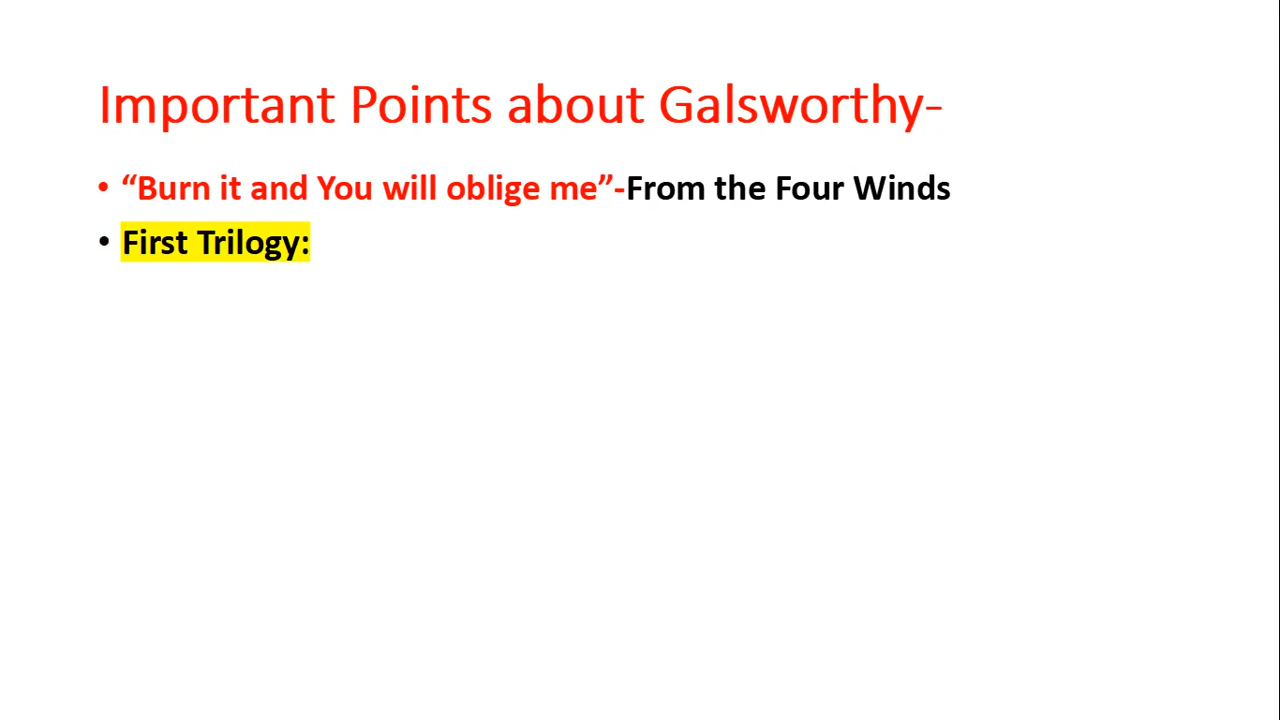 Important Points about Galsworthy-
• “Burn it and You will oblige me”-From the Four Winds
• First Trilogy: